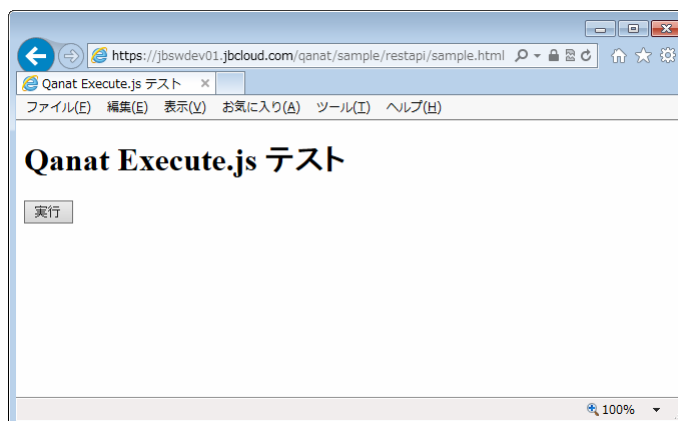 https://jbswdev01.jbcloud.com/qanat/sample/restapi/sample.html
Qanat Execute.js テスト
ファイル(F) 編集(E) 表示(V) お気に入り(A) ツール(T) ヘルプ(H)
Qanat Execute.js テスト
実行
100%